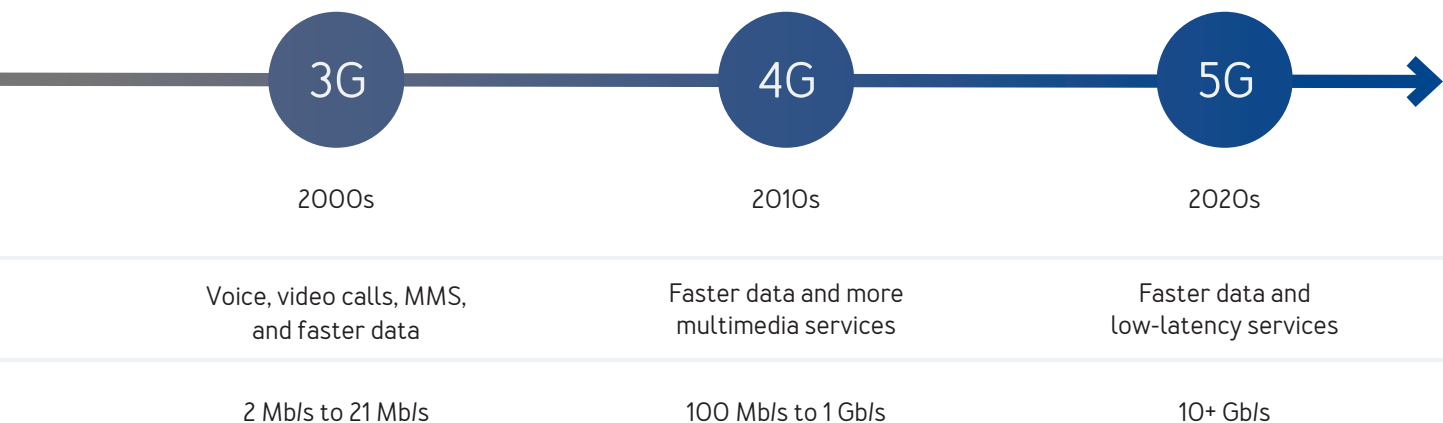 3G
4G
5G
2000s
2010s
2020s
Voice, video calls, MMS,
and faster data
Faster data and more
multimedia services
Faster data and
low-latency services
2 Mb/s to 21 Mb/s
100 Mb/s to 1 Gb/s
10+ Gb/s